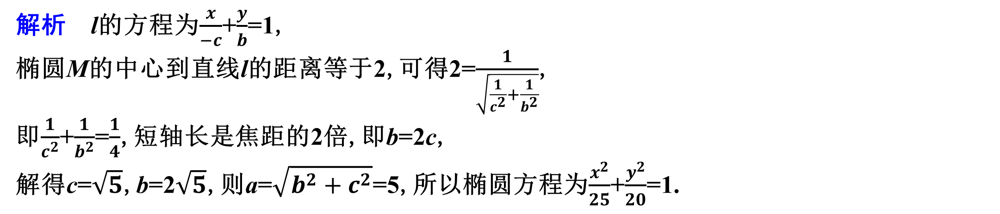 解析 l的方程为$\frac{x}{-c}+\frac{y}{b}=1$,
椭圆M的中心到直线l的距离等于2, 可得$2=\frac{1}{\sqrt{\frac{1}{c^2}+\frac{1}{b^2}}}$,
即$\frac{1}{c^2}+\frac{1}{b^2}=\frac{1}{4}$, 短轴长是焦距的2倍, 即$b=2c$,
解得$c=\sqrt{5}$, $b=2\sqrt{5}$, 则$a=\sqrt{b^2+c^2}=5$, 所以椭圆方程为$\frac{x^2}{25}+\frac{y^2}{20}=1$.